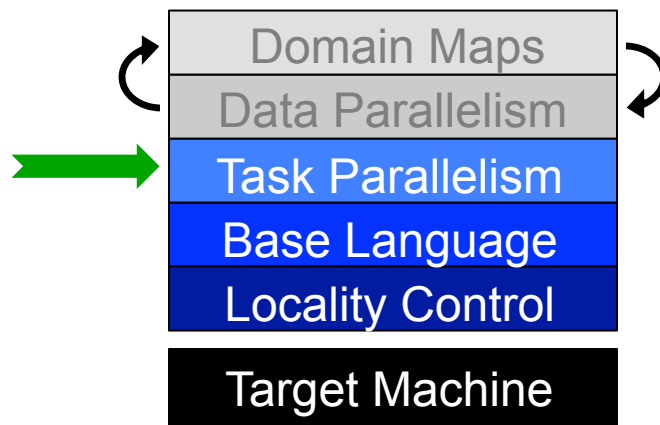 Domain Maps
Data Parallelism
Task Parallelism
Base Language
Locality Control
Target Machine